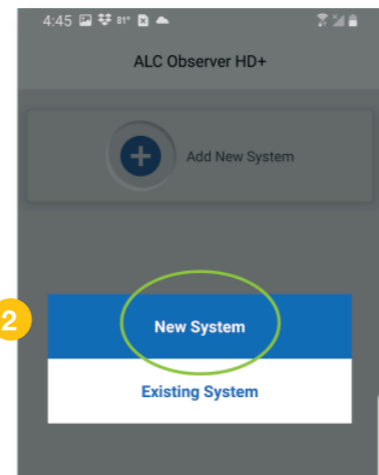 4:45 81°
ALC Observer HD+
Add New System
2
New System
Existing System